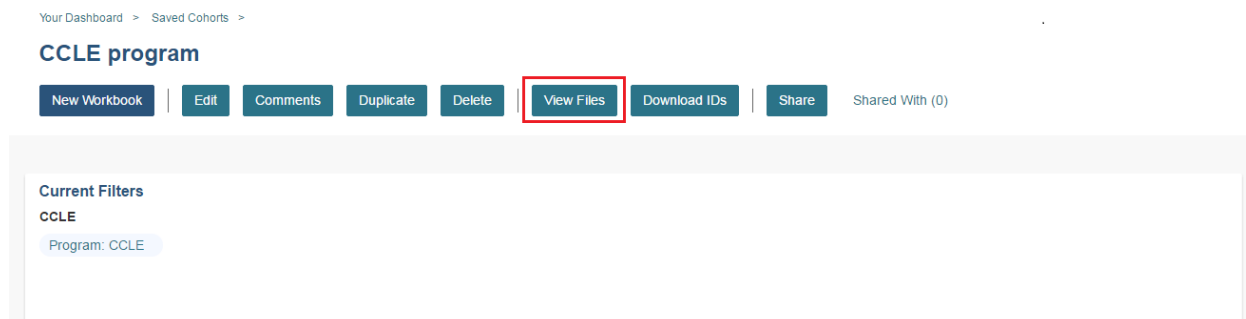 Your Dashboard > Saved Cohorts >
CCLE program
New Workbook | Edit Comments Duplicate Delete | View Files Download IDs | Share Shared With (0)
Current Filters
CCLE
Program: CCLE